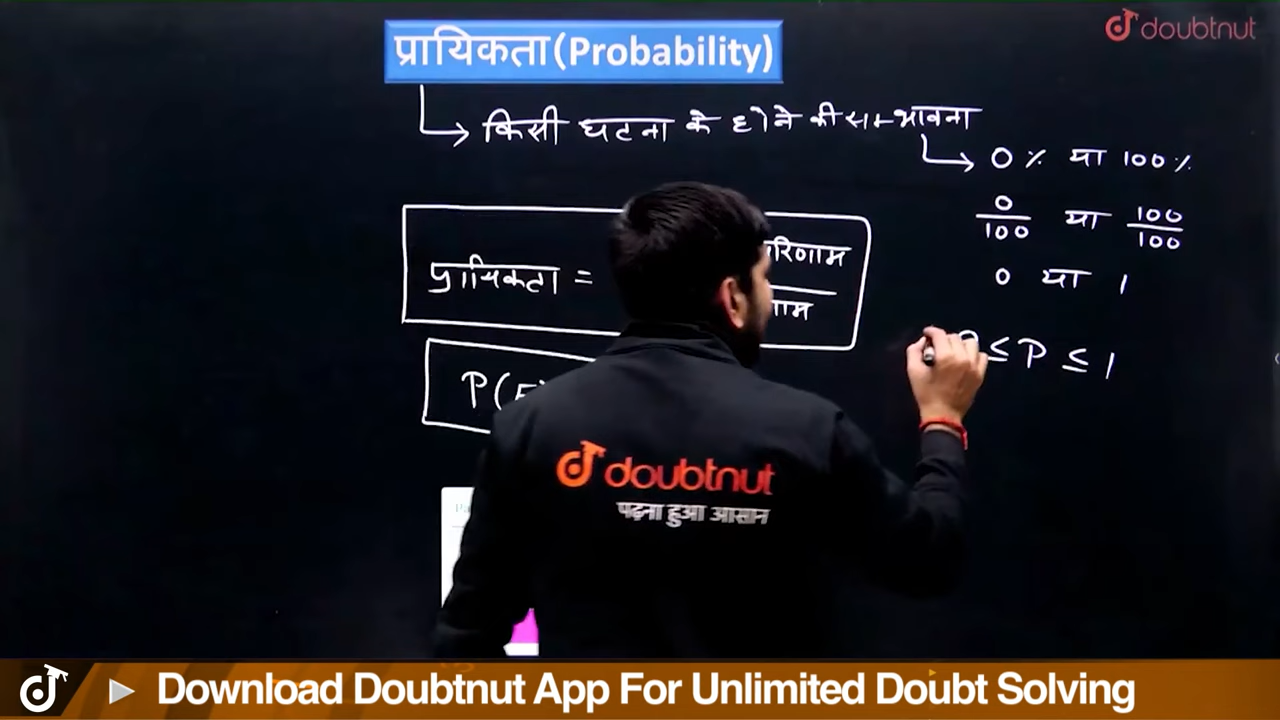 प्रायिकता(Probability)
doubtnut
किसी घटना के होने की सम्भावना
0% या 100%
0/100 या 100/100
0 या 1
प्रायिकता =
0 ≤ P ≤ 1
P(E)
doubtnut
पढ़ना हुआ आसान
Download Doubtnut App For Unlimited Doubt Solving